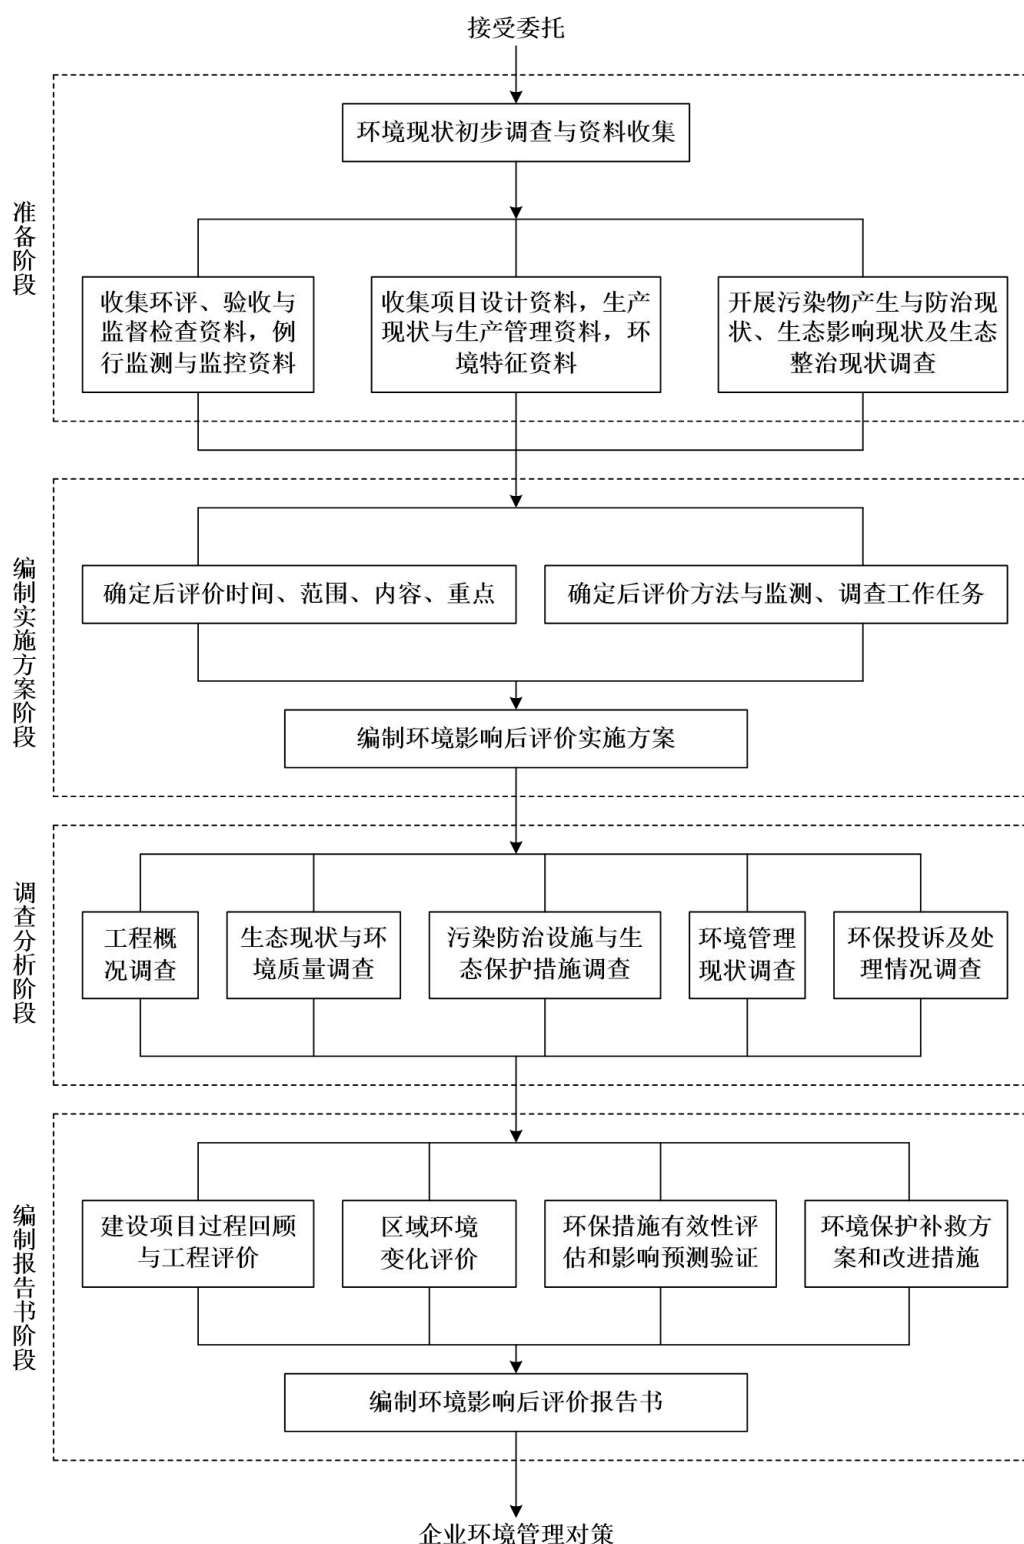 接受委托
准备阶段
环境现状初步调查与资料收集
收集环评、验收与
监督检查资料，例
行监测与监控资料
收集项目设计资料，生产
现状与生产管理资料，环
境特征资料
开展污染物产生与防治现
状、生态影响现状及生态
整治现状调查
编制实施方案阶段
确定后评价时间、范围、内容、重点
确定后评价方法与监测、调查工作任务
编制环境影响后评价实施方案
调查分析阶段
工程概
况调查
生态现状与环
境质量调查
污染防治设施与生
态保护措施调查
环境管理
现状调查
环保投诉及处
理情况调查
编制报告书阶段
建设项目过程回顾
与工程评价
区域环境
变化评价
环保措施有效性评
估和影响预测验证
环境保护补救方
案和改进措施
编制环境影响后评价报告书
企业环境管理对策